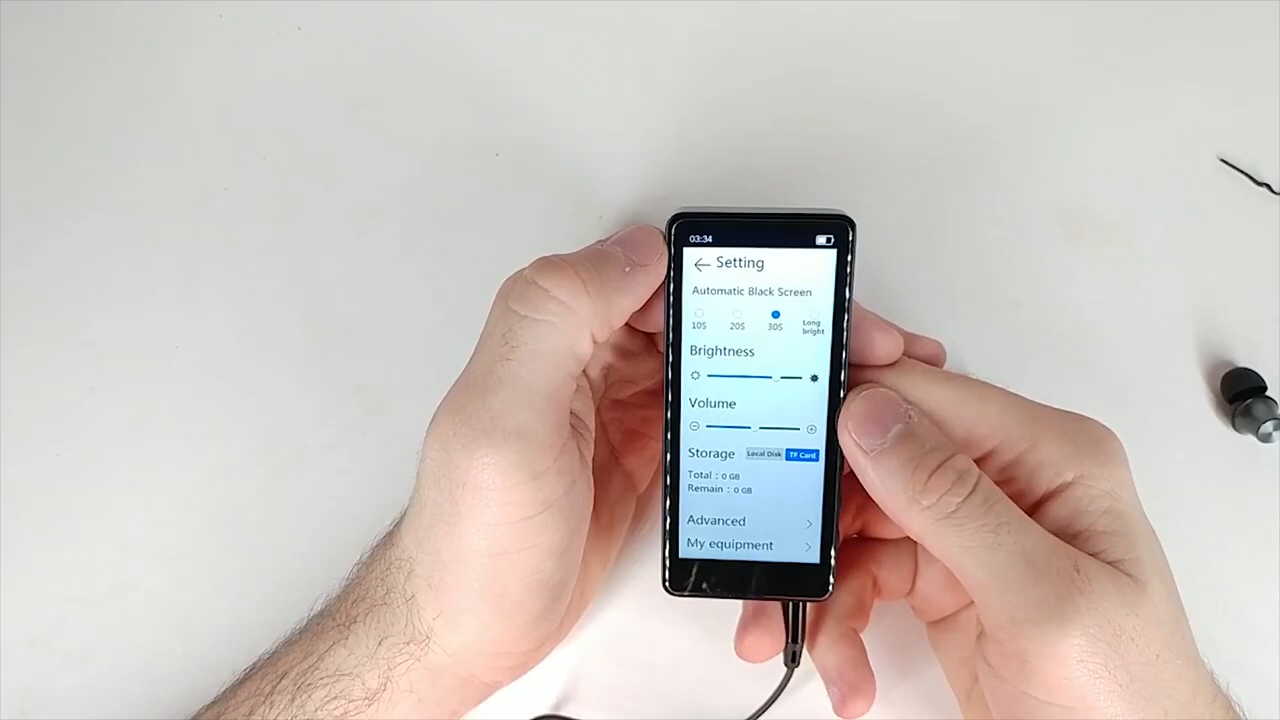 03:34
Setting
Automatic Black Screen
10S 20S 30S Long bright
Brightness
Volume
Storage Local Disk TF Card
Total : 0 GB
Remain : 0 GB
Advanced
My equipment